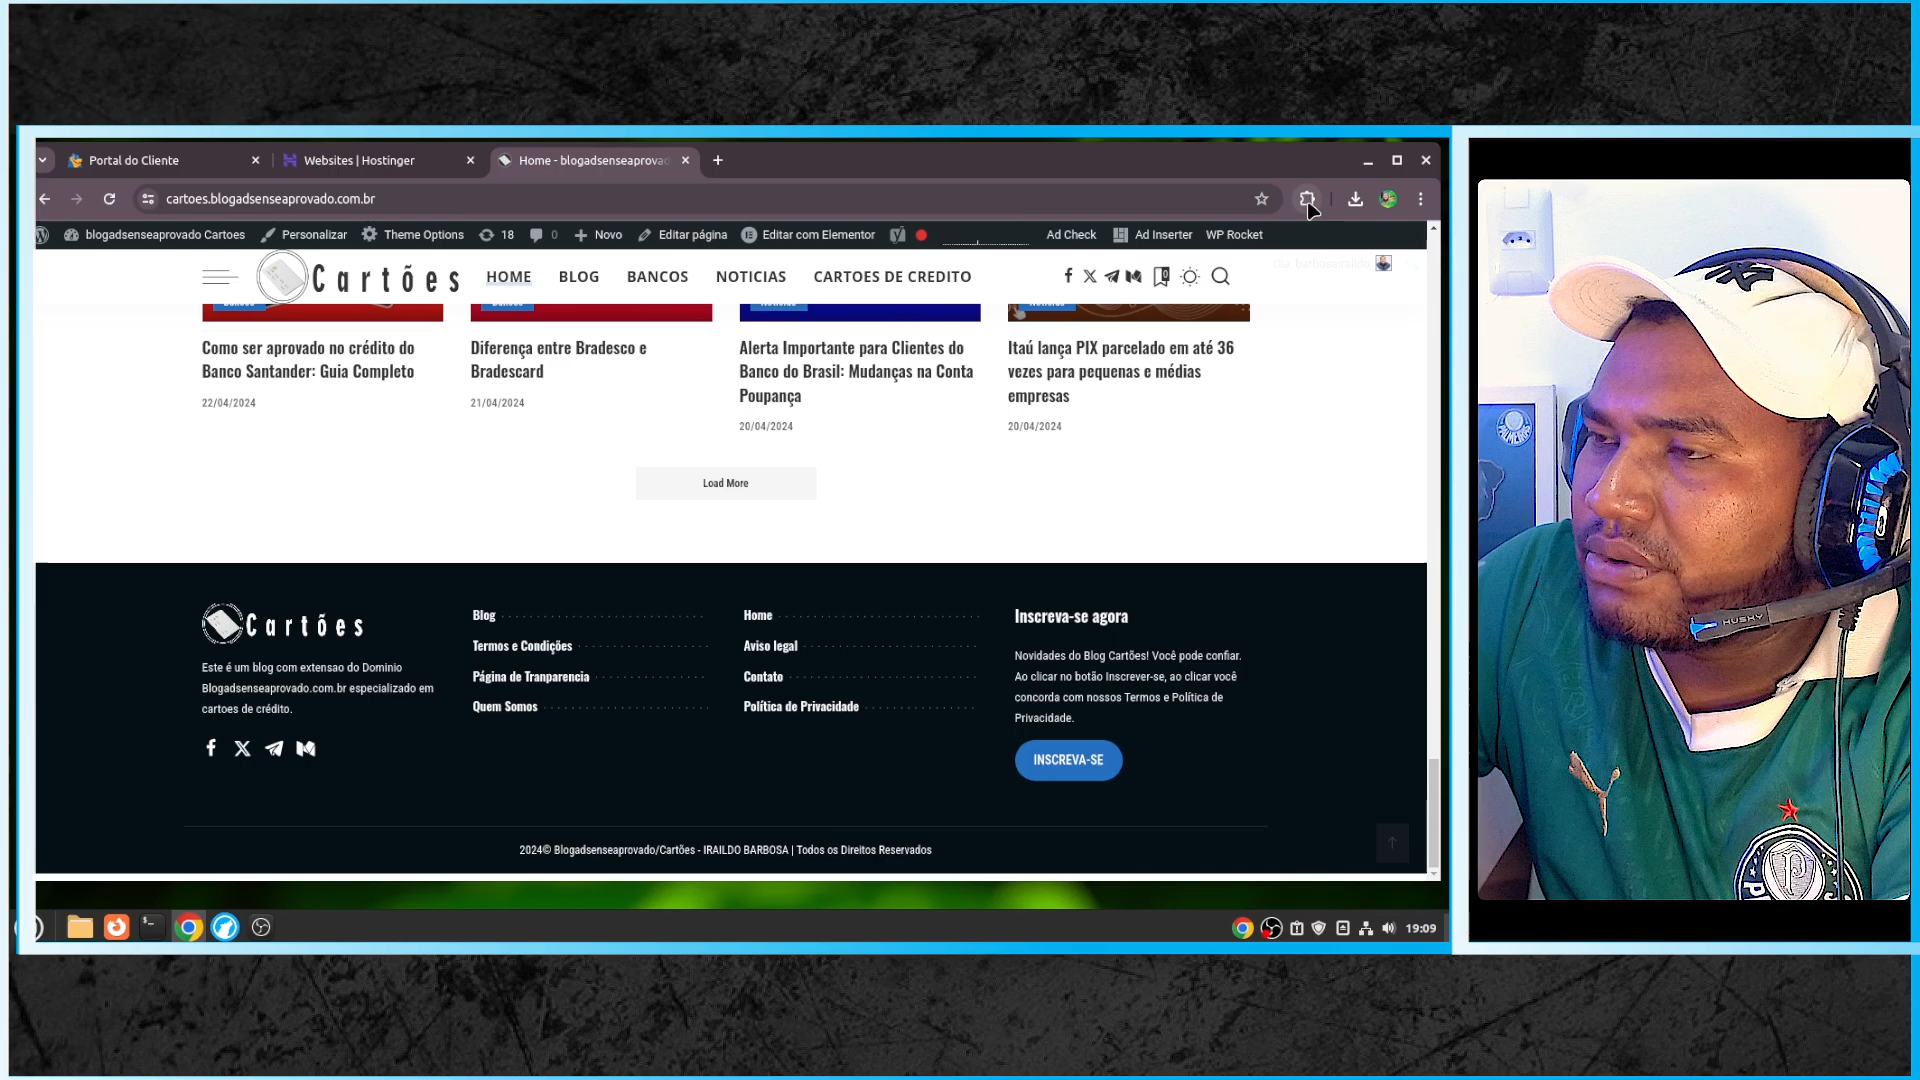 Portal do Cliente
Websites | Hostinger
Home - blogadsenseaprovad
cartoes.blogadsenseaprovado.com.br
blogadsenseaprovado Cartoes
Personalizar
Theme Options
18
0
Novo
Editar página
Editar com Elementor
Ad Check
Ad Inserter
WP Rocket
Cartões
HOME
BLOG
BANCOS
NOTICIAS
CARTOES DE CREDITO
0
Como ser aprovado no crédito do
Banco Santander: Guia Completo
22/04/2024
Diferença entre Bradesco e
Bradescard
21/04/2024
Alerta Importante para Clientes do
Banco do Brasil: Mudanças na Conta
Poupança
20/04/2024
Itaú lança PIX parcelado em até 36
vezes para pequenas e médias
empresas
20/04/2024
Load More
Cartões
Este é um blog com extensao do Dominio
Blogadsenseaprovado.com.br especializado em
cartoes de crédito.
Blog
Termos e Condições
Página de Tranparencia
Quem Somos
Home
Aviso legal
Contato
Política de Privacidade
Inscreva-se agora
Novidades do Blog Cartões! Você pode confiar.
Ao clicar no botão Inscrever-se, ao clicar você
concorda com nossos Termos e Política de
Privacidade.
INSCREVA-SE
2024© Blogadsenseaprovado/Cartões - IRAILDO BARBOSA | Todos os Direitos Reservados
19:09
PALMEIRAS
HUSKY
P